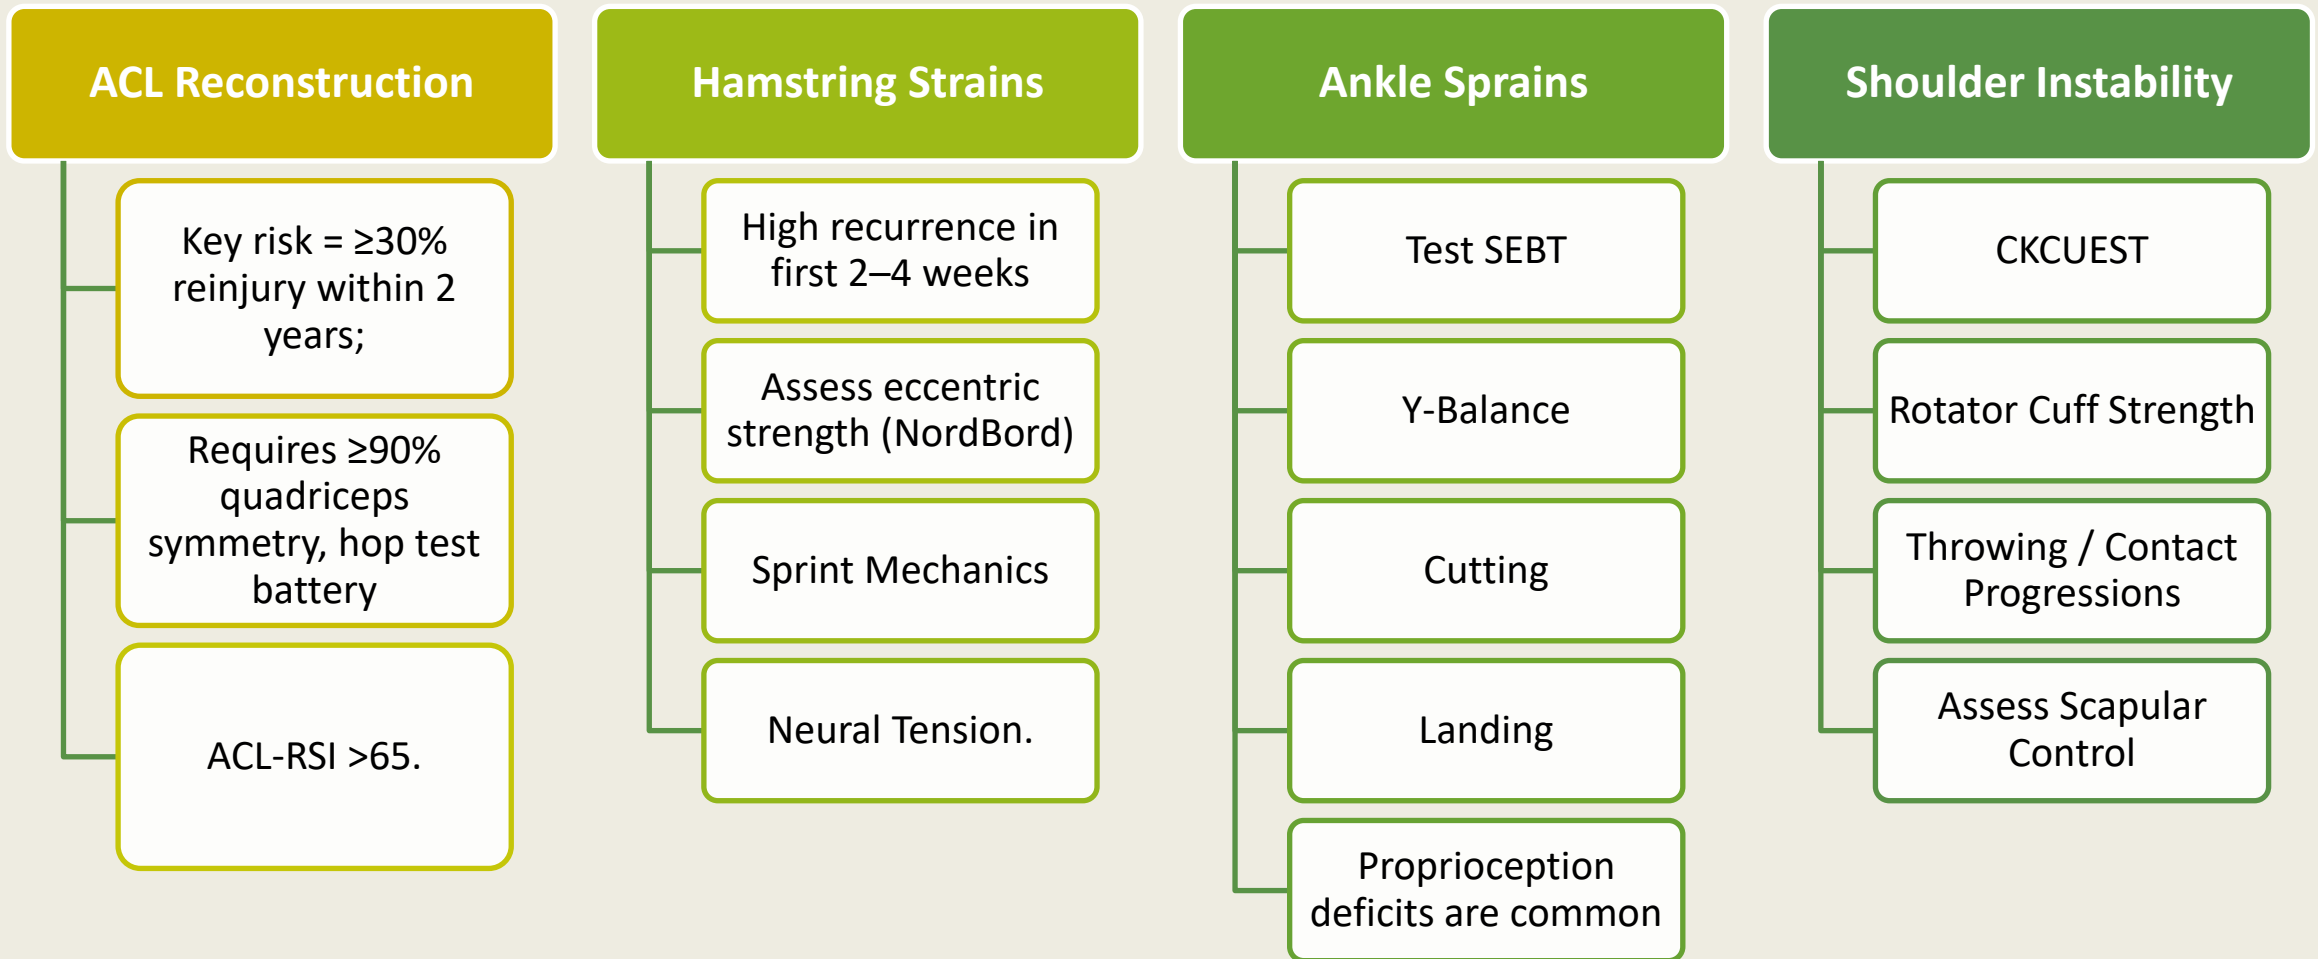 ACL Reconstruction
Key risk = ≥30%
reinjury within 2
years;
Requires ≥90%
quadriceps
symmetry, hop test
battery
ACL-RSI >65.
Hamstring Strains
High recurrence in
first 2–4 weeks
Assess eccentric
strength (NordBord)
Sprint Mechanics
Neural Tension.
Ankle Sprains
Test SEBT
Y-Balance
Cutting
Landing
Proprioception
deficits are common
Shoulder Instability
CKCUEST
Rotator Cuff Strength
Throwing / Contact
Progressions
Assess Scapular
Control